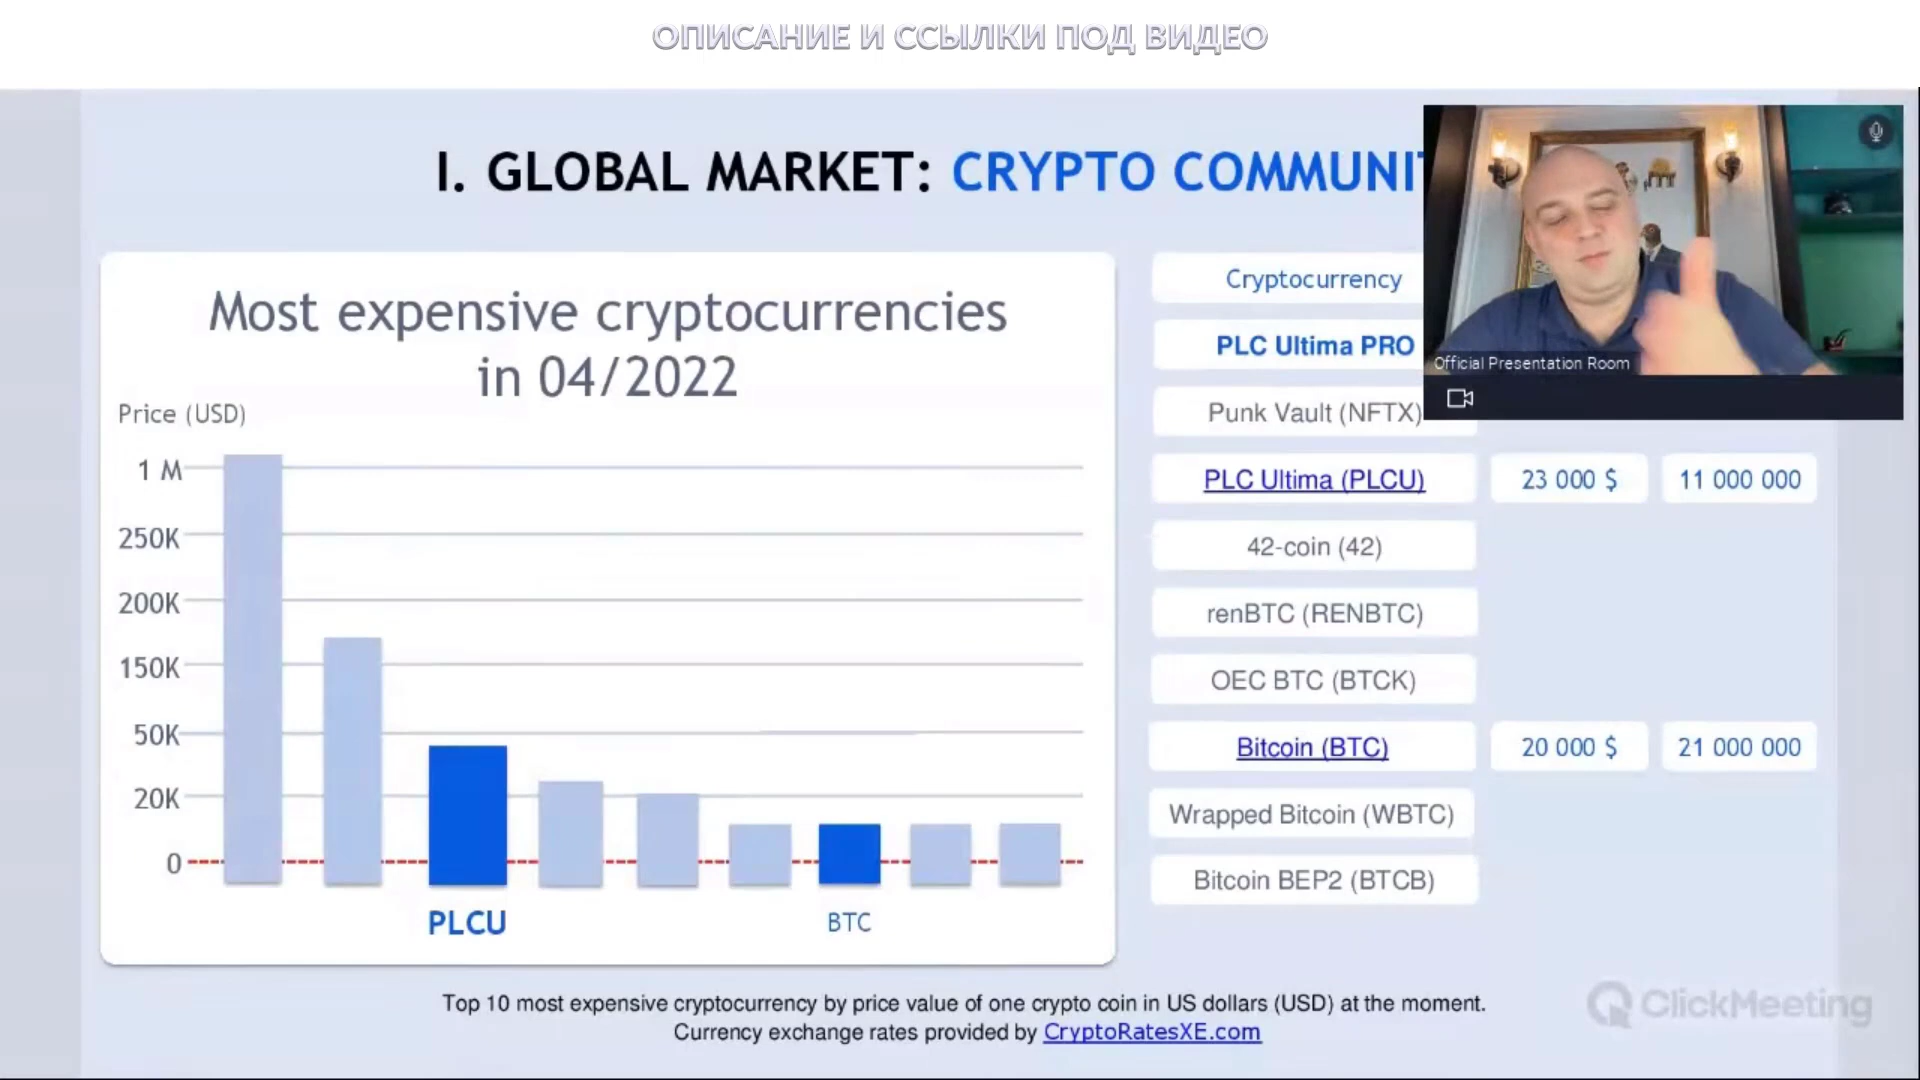 ОПИСАНИЕ И ССЫЛКИ ПОД ВИДЕО
I. GLOBAL MARKET: CRYPTO COMMUNI
Most expensive cryptocurrencies
in 04/2022
Price (USD)
1 M
250K
200K
150K
50K
20K
0
PLCU
BTC
Cryptocurrency
PLC Ultima PRO
Punk Vault (NFTX)
PLC Ultima (PLCU) 23 000 $ 11 000 000
42-coin (42)
renBTC (RENBTC)
OEC BTC (BTCK)
Bitcoin (BTC) 20 000 $ 21 000 000
Wrapped Bitcoin (WBTC)
Bitcoin BEP2 (BTCB)
Official Presentation Room
Top 10 most expensive cryptocurrency by price value of one crypto coin in US dollars (USD) at the moment.
Currency exchange rates provided by CryptoRatesXE.com
ClickMeeting